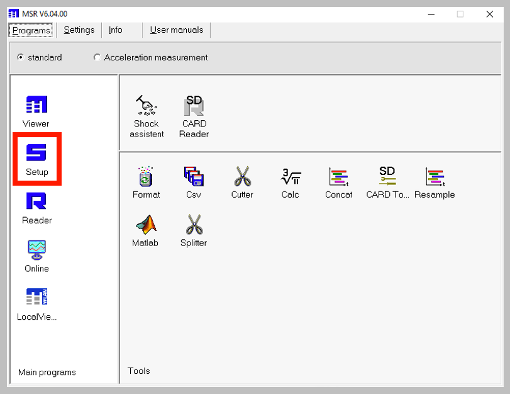 MSR V6.04.00
Programs Settings Info User manuals
standard Acceleration measurement
Viewer
Setup
Reader
Online
LocalVie...
Main programs
Shock assistent
SD
CARD Reader
Format Csv Cutter Calc Concat CARD To... Resample
SD
Matlab Splitter
Tools